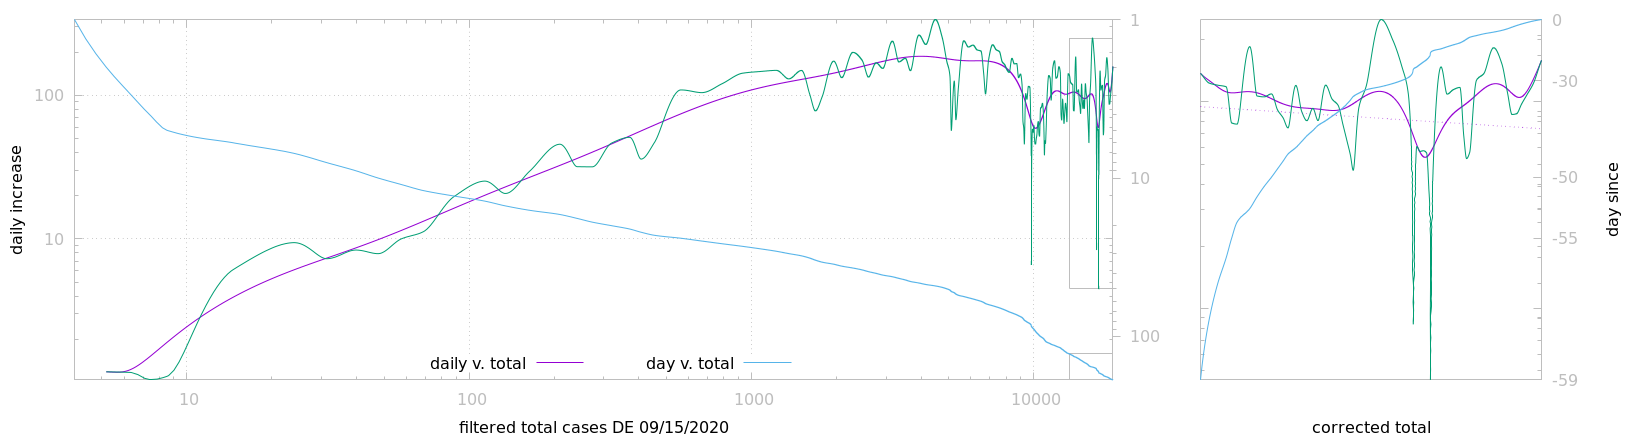 daily increase
100
10
10
100
1000
10000
1
10
100
daily v. total
day v. total
filtered total cases DE 09/15/2020
0
-30
-50
-55
-59
day since
corrected total